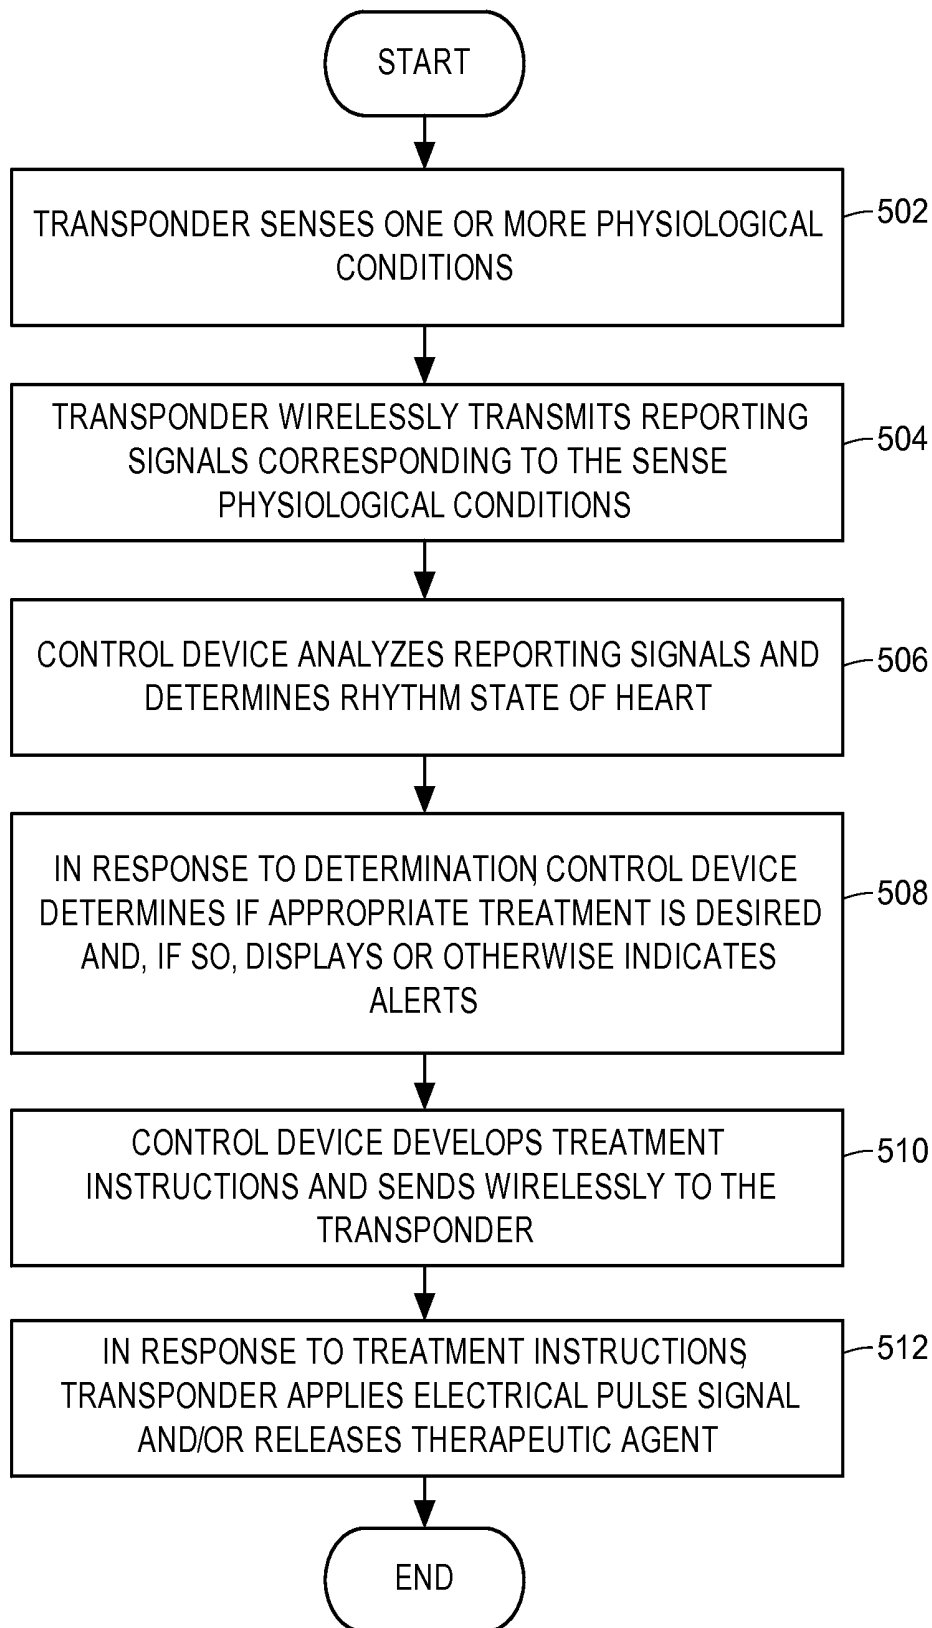 START
TRANSPONDER SENSES ONE OR MORE PHYSIOLOGICAL
CONDITIONS
502
TRANSPONDER WIRELESSLY TRANSMITS REPORTING
SIGNALS CORRESPONDING TO THE SENSE
PHYSIOLOGICAL CONDITIONS
504
CONTROL DEVICE ANALYZES REPORTING SIGNALS AND
DETERMINES RHYTHM STATE OF HEART
506
IN RESPONSE TO DETERMINATION, CONTROL DEVICE
DETERMINES IF APPROPRIATE TREATMENT IS DESIRED
AND, IF SO, DISPLAYS OR OTHERWISE INDICATES
ALERTS
508
CONTROL DEVICE DEVELOPS TREATMENT
INSTRUCTIONS AND SENDS WIRELESSLY TO THE
TRANSPONDER
510
IN RESPONSE TO TREATMENT INSTRUCTIONS,
TRANSPONDER APPLIES ELECTRICAL PULSE SIGNAL
AND/OR RELEASES THERAPEUTIC AGENT
512
END